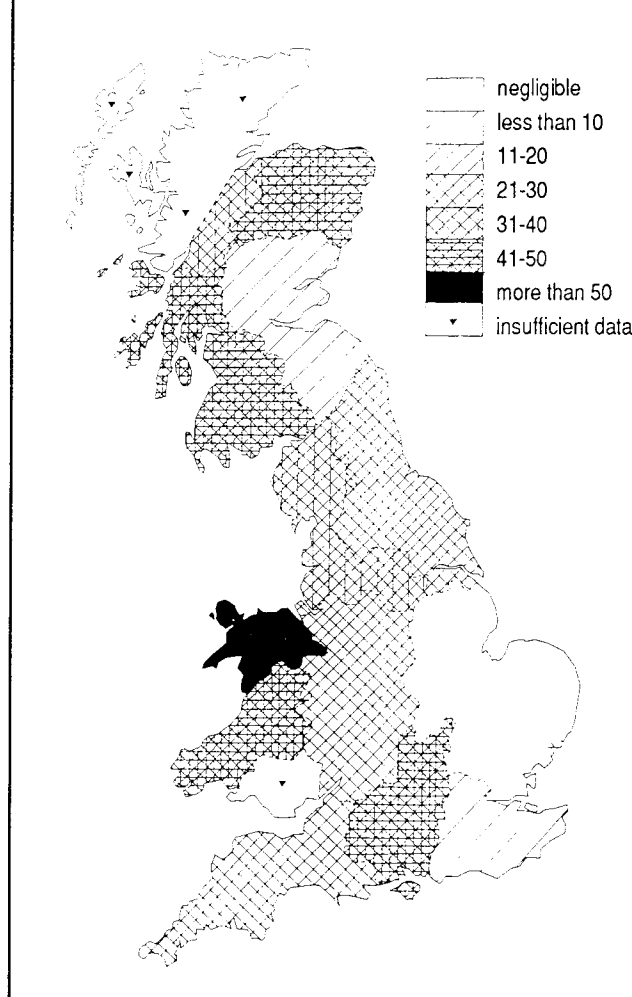 negligible
less than 10
11-20
21-30
31-40
41-50
more than 50
insufficient data